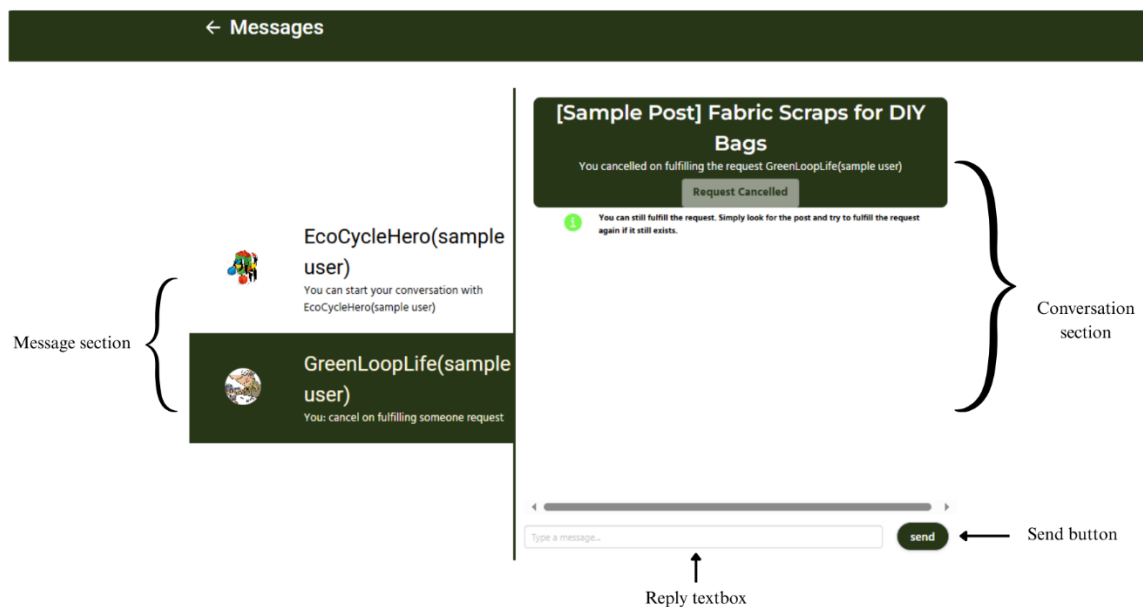 ← Messages
[Sample Post] Fabric Scraps for DIY
Bags
You cancelled on fulfilling the request GreenLoopLife(sample user)
Request Cancelled
You can still fulfill the request. Simply look for the post and try to fulfill the request
again if it still exists.
EcoCycleHero(sample
user)
You can start your conversation with
EcoCycleHero(sample user)
Message section
GreenLoopLife(sample
user)
You: cancel on fulfilling someone request
Conversation
section
Type a message...
send
Send button
Reply textbox